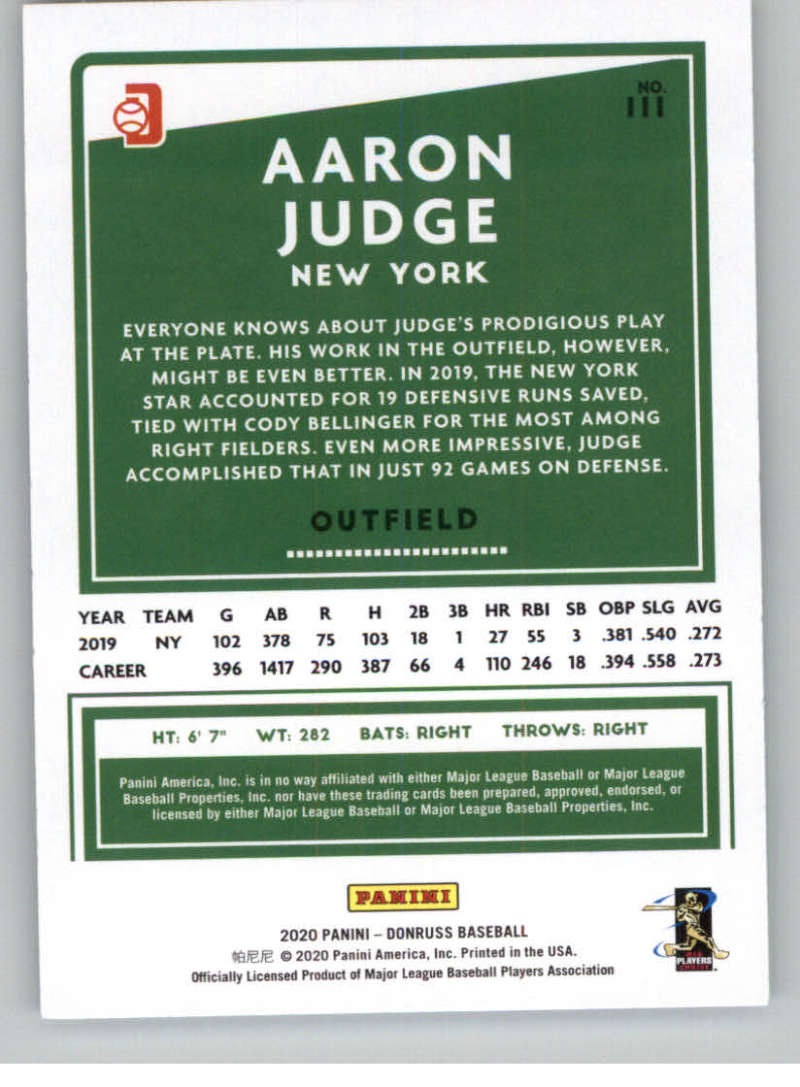 NO.
111
AARON
JUDGE
NEW YORK
EVERYONE KNOWS ABOUT JUDGE'S PRODIGIOUS PLAY
AT THE PLATE. HIS WORK IN THE OUTFIELD, HOWEVER,
MIGHT BE EVEN BETTER. IN 2019, THE NEW YORK
STAR ACCOUNTED FOR 19 DEFENSIVE RUNS SAVED,
TIED WITH CODY BELLINGER FOR THE MOST AMONG
RIGHT FIELDERS. EVEN MORE IMPRESSIVE, JUDGE
ACCOMPLISHED THAT IN JUST 92 GAMES ON DEFENSE.
OUTFIELD
YEAR TEAM G AB R H 2B 3B HR RBI SB OBP SLG AVG
2019 NY 102 378 75 103 18 1 27 55 3 .381 .540 .272
CAREER 396 1417 290 387 66 4 110 246 18 .394 .558 .273
HT: 6' 7" WT: 282 BATS: RIGHT THROWS: RIGHT
Panini America, Inc. is in no way affiliated with either Major League Baseball or Major League
Baseball Properties, Inc. nor have these trading cards been prepared, approved, endorsed, or
licensed by either Major League Baseball or Major League Baseball Properties, Inc.
PANINI
2020 PANINI – DONRUSS BASEBALL
帕尼尼 © 2020 Panini America, Inc. Printed in the USA.
Officially Licensed Product of Major League Baseball Players Association
PLAYERS